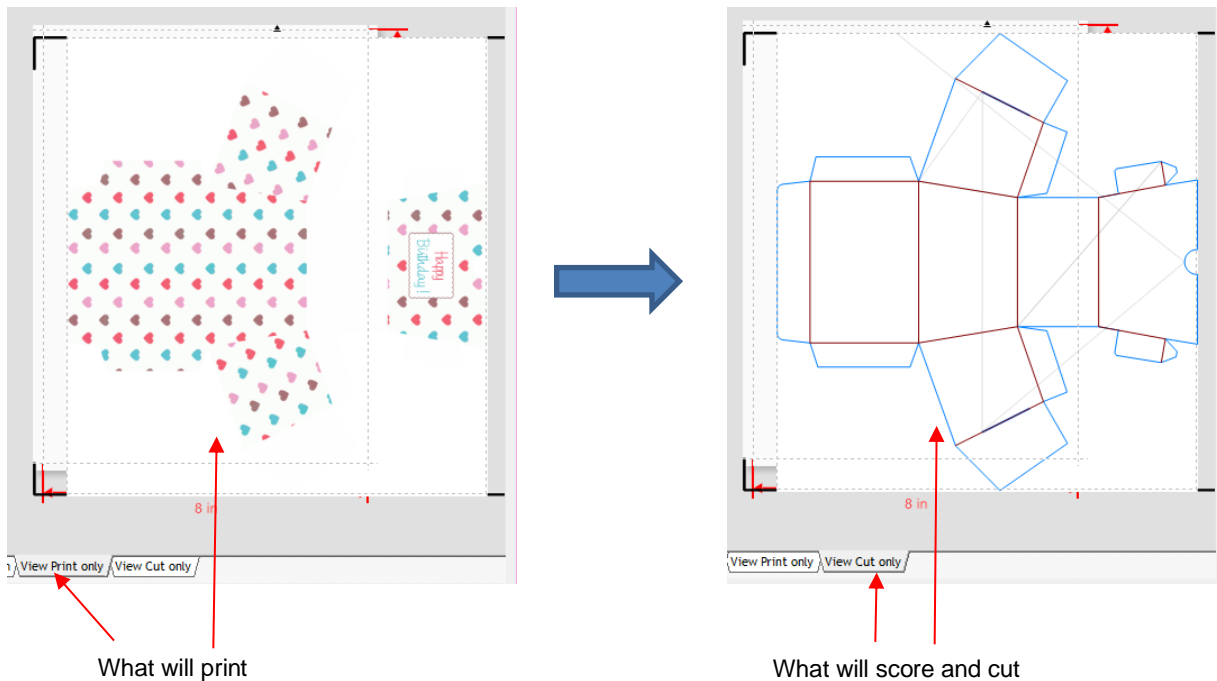 Happy
Birthday!
8 in
8 in
n View Print only View Cut only
View Print only View Cut only
What will print
What will score and cut